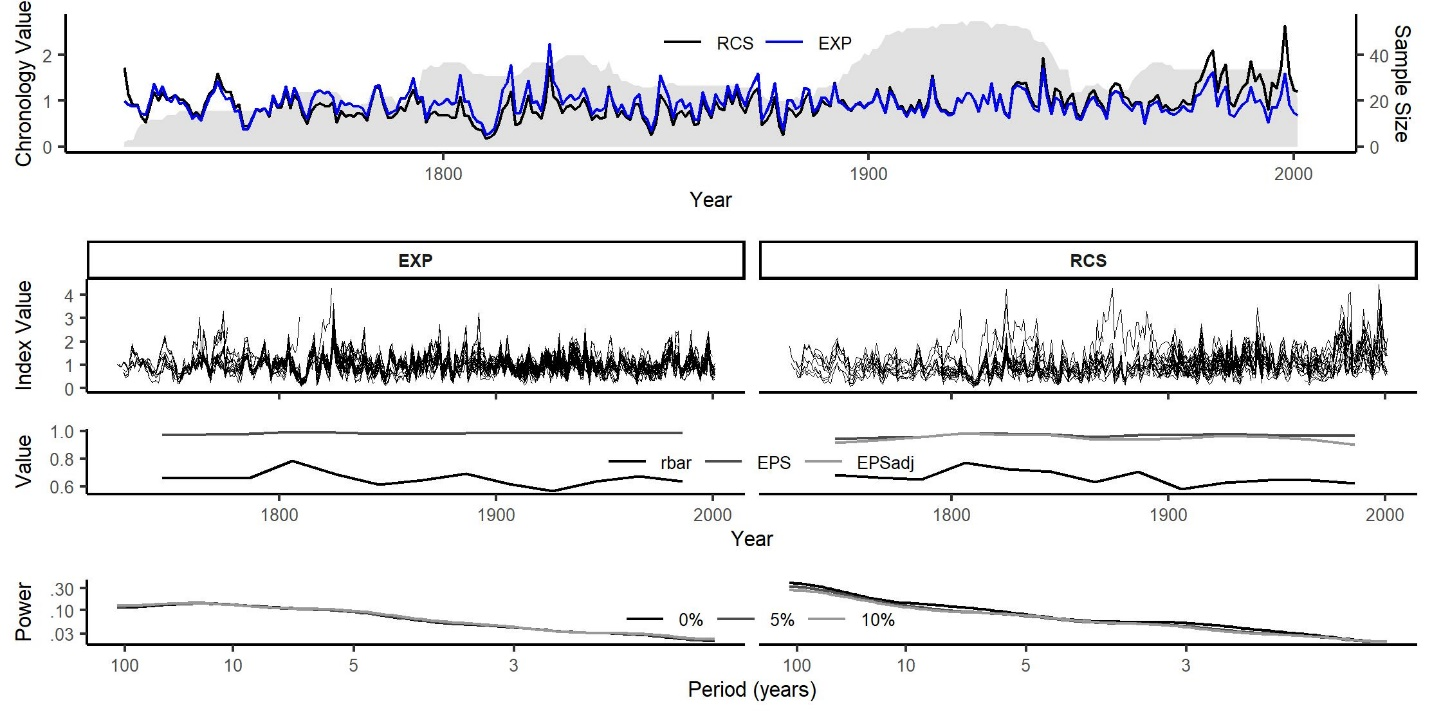 Chronology Value
2
1
0
RCS EXP
40
20
0
Sample Size
1800 1900 2000
Year
EXP RCS
Index Value
4
3
2
1
0
Value
1.0
0.8
0.6
rbar EPS EPSadj
1800 1900 2000 1800 1900 2000
Year
Power
.30
.10
.03
0% 5% 10%
100 10 5 3 100 10 5 3
Period (years)